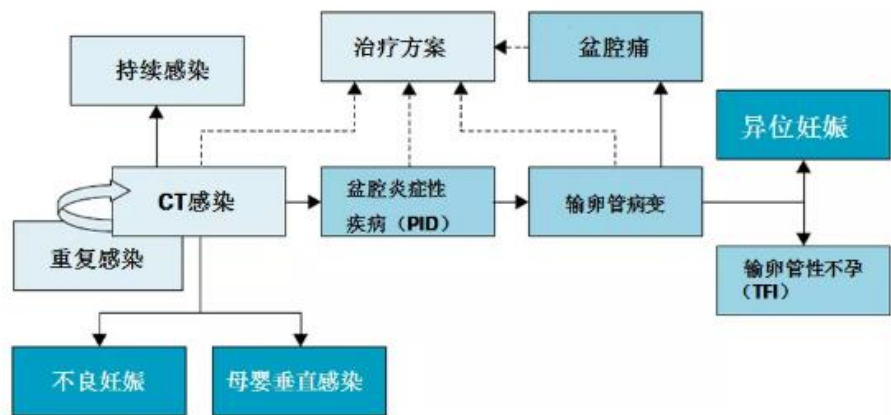 治疗方案
盆腔痛
持续感染
异位妊娠
CT感染
盆腔炎症性
疾病（PID）
输卵管病变
重复感染
输卵管性不孕
（TFI）
不良妊娠
母婴垂直感染